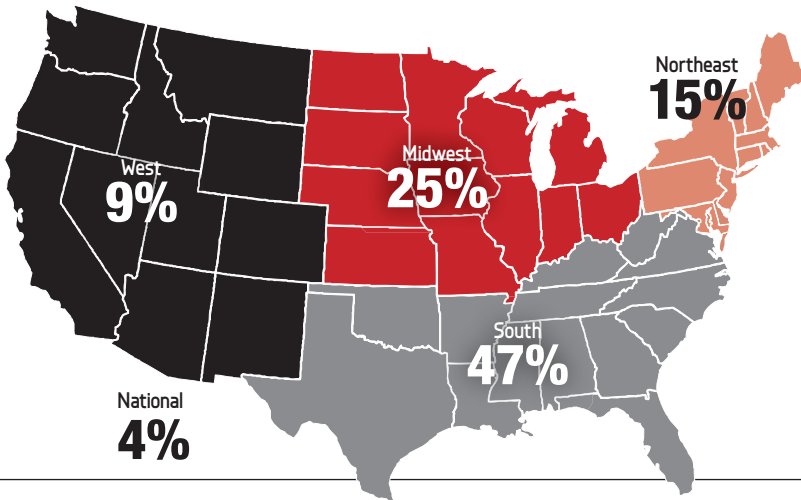 Northeast
15%
West
9%
Midwest
25%
South
47%
National
4%